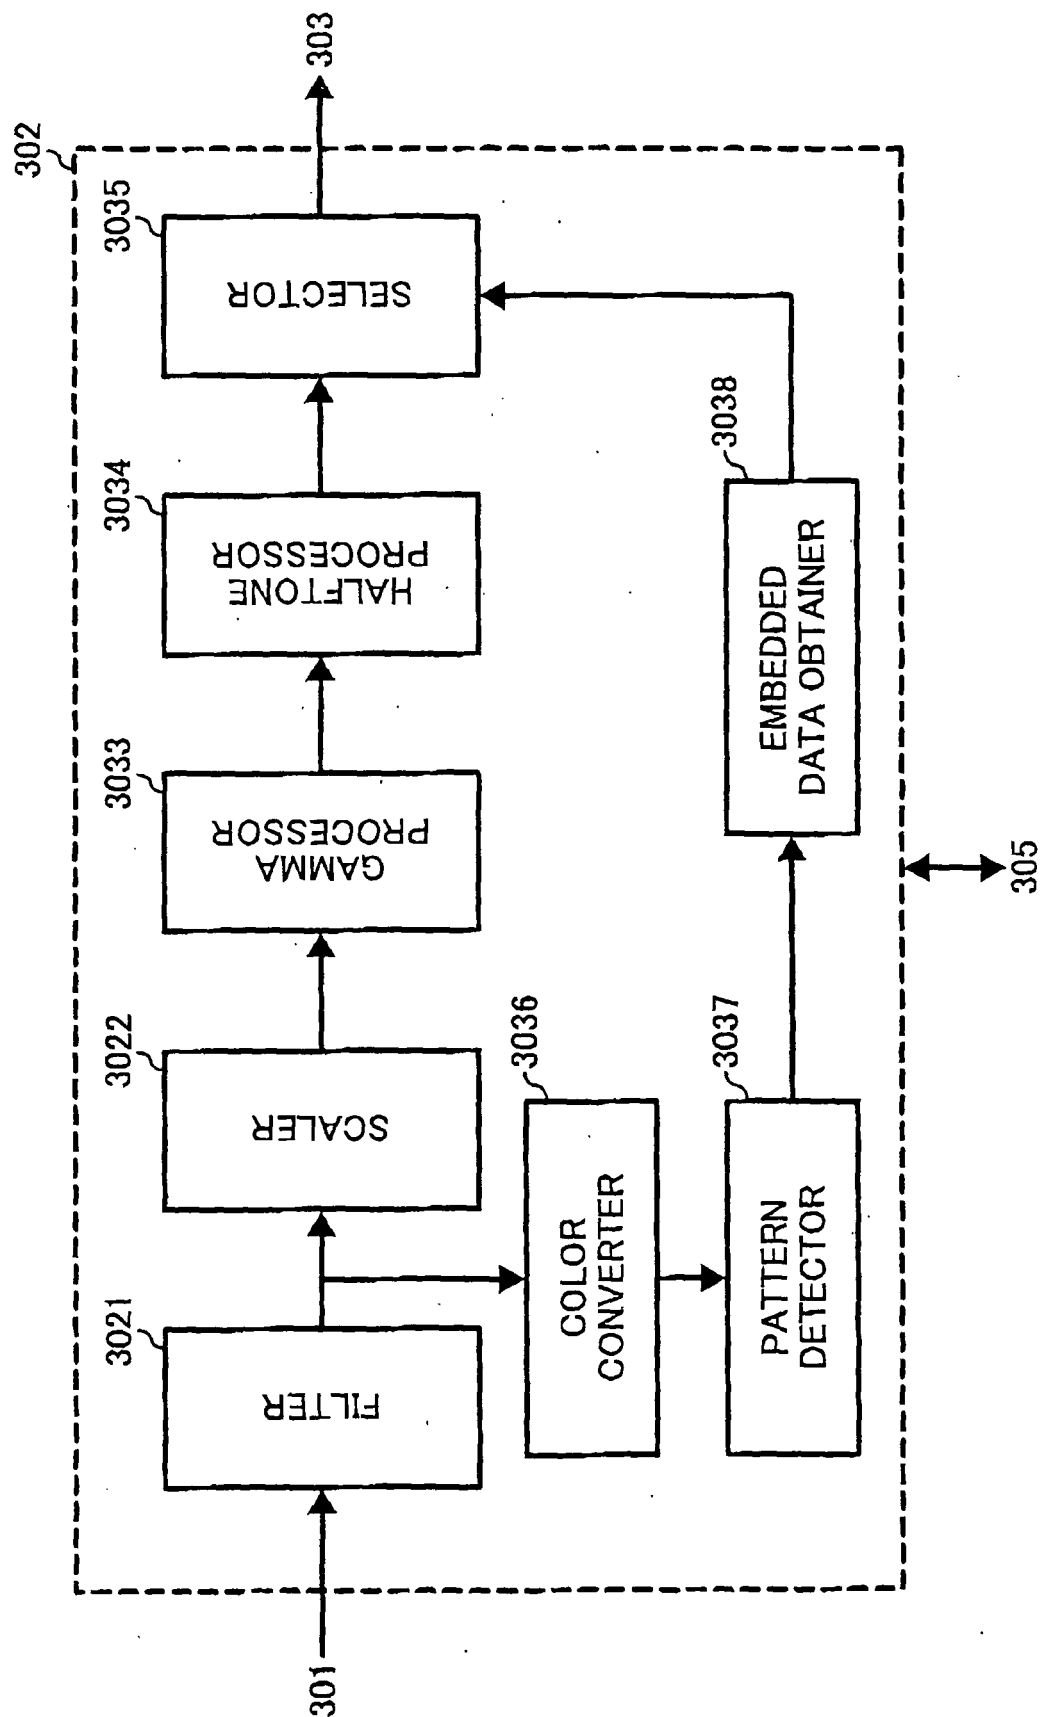 302
3021
FILTER
3022
SCALER
3033
GAMMA
PROCESSOR
3034
HALFTONE
PROCESSOR
3035
SELECTOR
301
303
3036
COLOR
CONVERTER
3037
PATTERN
DETECTOR
3038
EMBEDDED
DATA OBTAINER
305